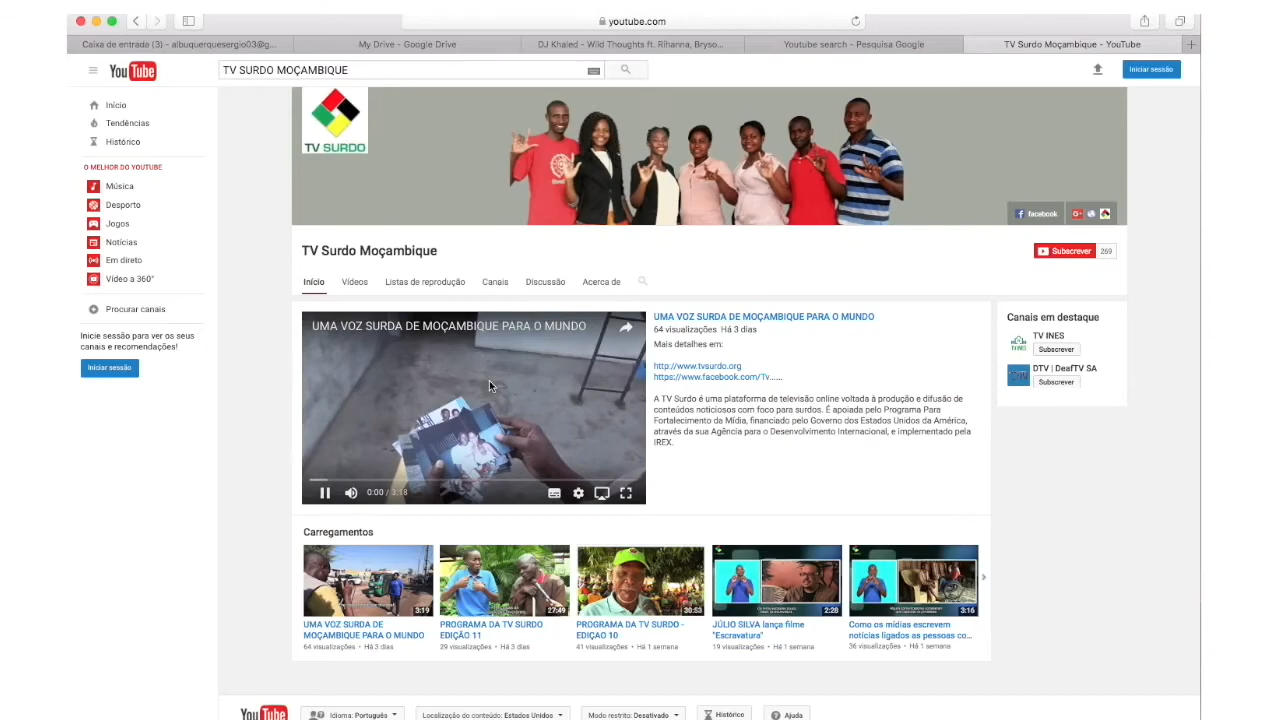 youtube.com
Caixa de entrada (3) - albuquerquesergio03@g...
My Drive - Google Drive
DJ Khaled - Wild Thoughts ft. Rihanna, Bryso...
Youtube search - Pesquisa Google
TV Surdo Moçambique - YouTube
YouTube
TV SURDO MOÇAMBIQUE
Iniciar sessão
Início
Tendências
Histórico
O MELHOR DO YOUTUBE
Música
Desporto
Jogos
Notícias
Em direto
Vídeo a 360°
Procurar canais
Inicie sessão para ver os seus
canais e recomendações!
Iniciar sessão
TV SURDO
facebook
TV Surdo Moçambique
Subscrever 269
Início Vídeos Listas de reprodução Canais Discussão Acerca de
UMA VOZ SURDA DE MOÇAMBIQUE PARA O MUNDO
0:00 / 3:18
UMA VOZ SURDA DE MOÇAMBIQUE PARA O MUNDO
64 visualizações Há 3 dias
Mais detalhes em:
http://www.tvsurdo.org
https://www.facebook.com/Tv......
A TV Surdo é uma plataforma de televisão online voltada à produção e difusão de
conteúdos noticiosos com foco para surdos. É apoiada pelo Programa Para
Fortalecimento da Mídia, financiado pelo Governo dos Estados Unidos da América,
através da sua Agência para o Desenvolvimento Internacional, e implementado pela
IREX.
Canais em destaque
TV INES
Subscrever
DTV | DeafTV SA
Subscrever
Carregamentos
3:19
UMA VOZ SURDA DE
MOÇAMBIQUE PARA O MUNDO
64 visualizações • Há 3 dias
27:49
PROGRAMA DA TV SURDO
EDIÇÃO 11
29 visualizações • Há 3 dias
30:53
PROGRAMA DA TV SURDO -
EDIÇAO 10
41 visualizações • Há 1 semana
2:28
JÚLIO SILVA lança filme
"Escravatura"
19 visualizações • Há 1 semana
3:16
Como os mídias escrevem
notícias ligados as pessoas co...
36 visualizações • Há 1 semana
YouTube
Idioma: Português
Localização do conteúdo: Estados Unidos
Modo restrito: Desativado
Histórico
Ajuda